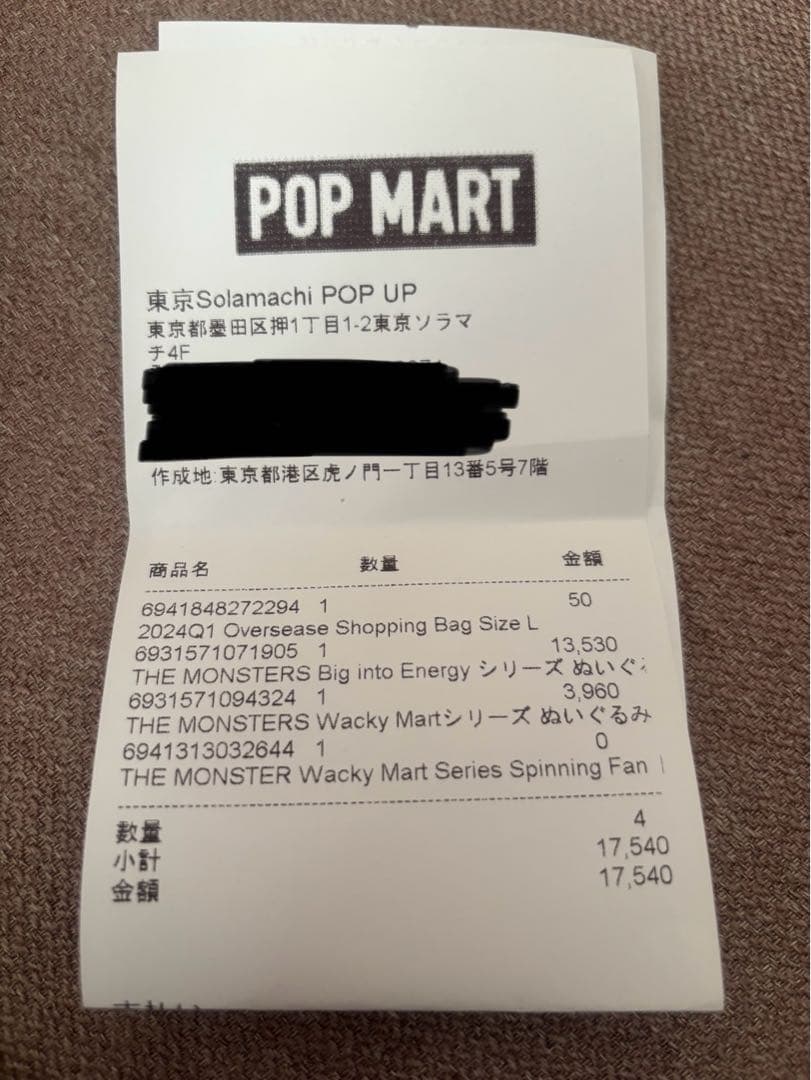 POP MART
東京Solamachi POP UP
東京都墨田区押1丁目1-2東京ソラマ
チ4F
作成地:東京都港区虎ノ門一丁目13番5号7階
商品名 数量 金額
6941848272294 1 50
2024Q1 Oversease Shopping Bag Size L
6931571071905 1 13,530
THE MONSTERS Big into Energy シリーズ ぬいぐ
6931571094324 1 3,960
THE MONSTERS Wacky Martシリーズ ぬいぐるみ
6941313032644 1 0
THE MONSTER Wacky Mart Series Spinning Fan
数量 4
小計 17,540
金額 17,540